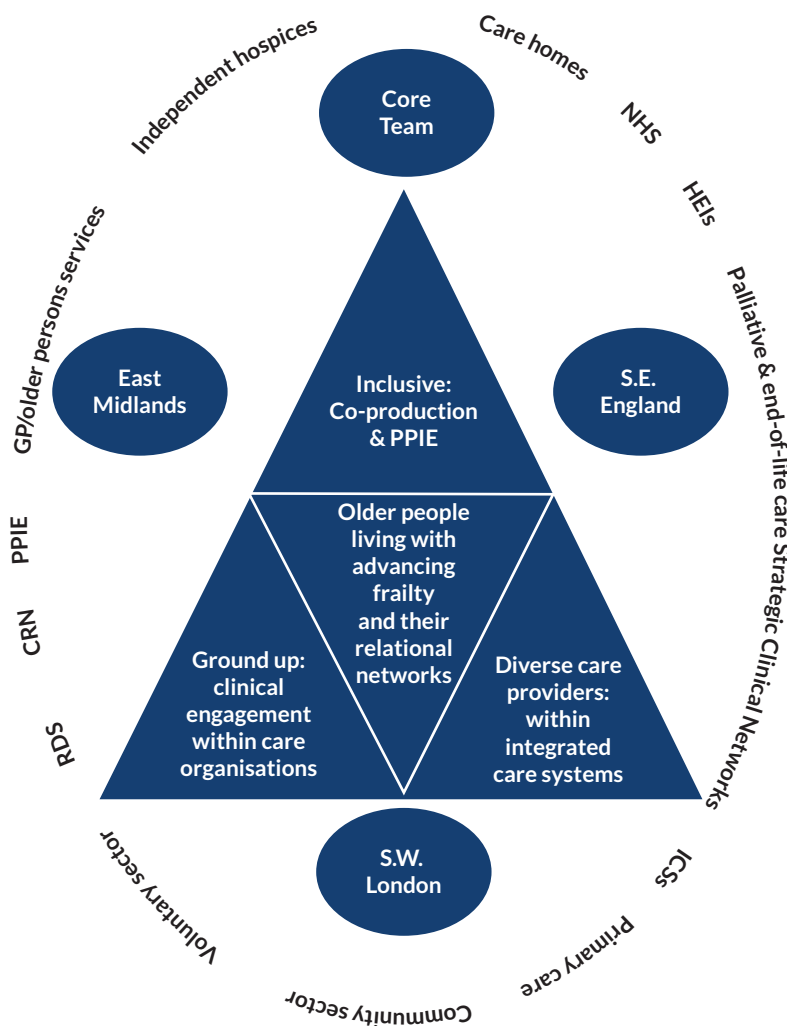 Independent hospices
Care homes
NHS
HEIs
Palliative & end-of-life care Strategic Clinical Networks
ICSs
Primary care
Community sector
Voluntary sector
RDS
CRN
PPIE
GP/older persons services
Core
Team
East
Midlands
S.E.
England
S.W.
London
Inclusive:
Co-production
& PPIE
Older people
living with
advancing
frailty
and their
relational
networks
Ground up:
clinical
engagement
within care
organisations
Diverse care
providers:
within
integrated
care systems